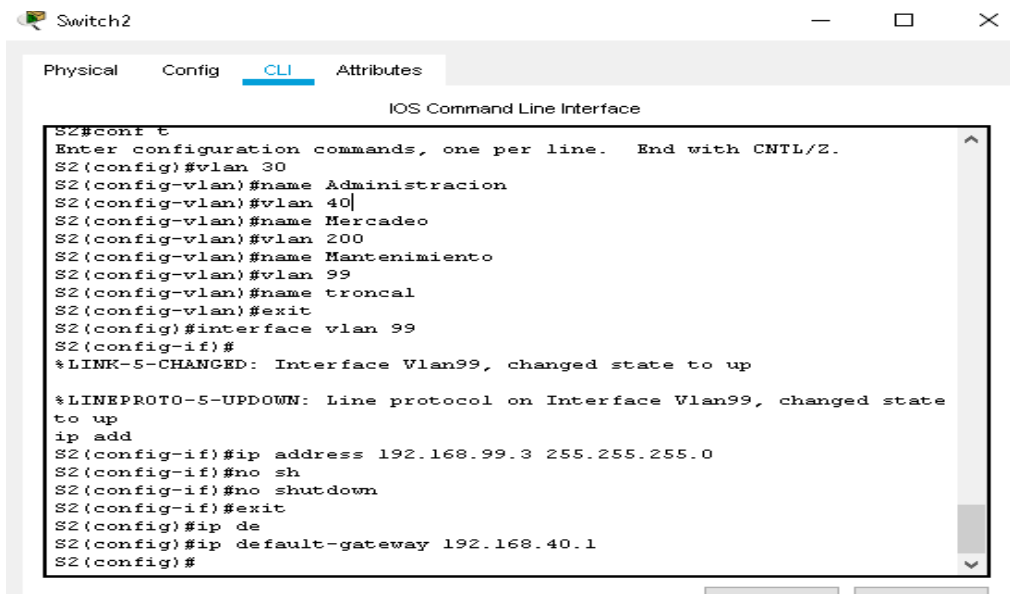 Switch2
Physical Config CLI Attributes
IOS Command Line Interface
S2#conf t
Enter configuration commands, one per line.  End with CNTL/Z.
S2(config)#vlan 30
S2(config-vlan)#name Administracion
S2(config-vlan)#vlan 40
S2(config-vlan)#name Mercadeo
S2(config-vlan)#vlan 200
S2(config-vlan)#name Mantenimiento
S2(config-vlan)#vlan 99
S2(config-vlan)#name troncal
S2(config-vlan)#exit
S2(config)#interface vlan 99
S2(config-if)#
%LINK-5-CHANGED: Interface Vlan99, changed state to up
%LINEPROTO-5-UPDOWN: Line protocol on Interface Vlan99, changed state
to up
ip add
S2(config-if)#ip address 192.168.99.3 255.255.255.0
S2(config-if)#no sh
S2(config-if)#no shutdown
S2(config-if)#exit
S2(config)#ip de
S2(config)#ip default-gateway 192.168.40.1
S2(config)#